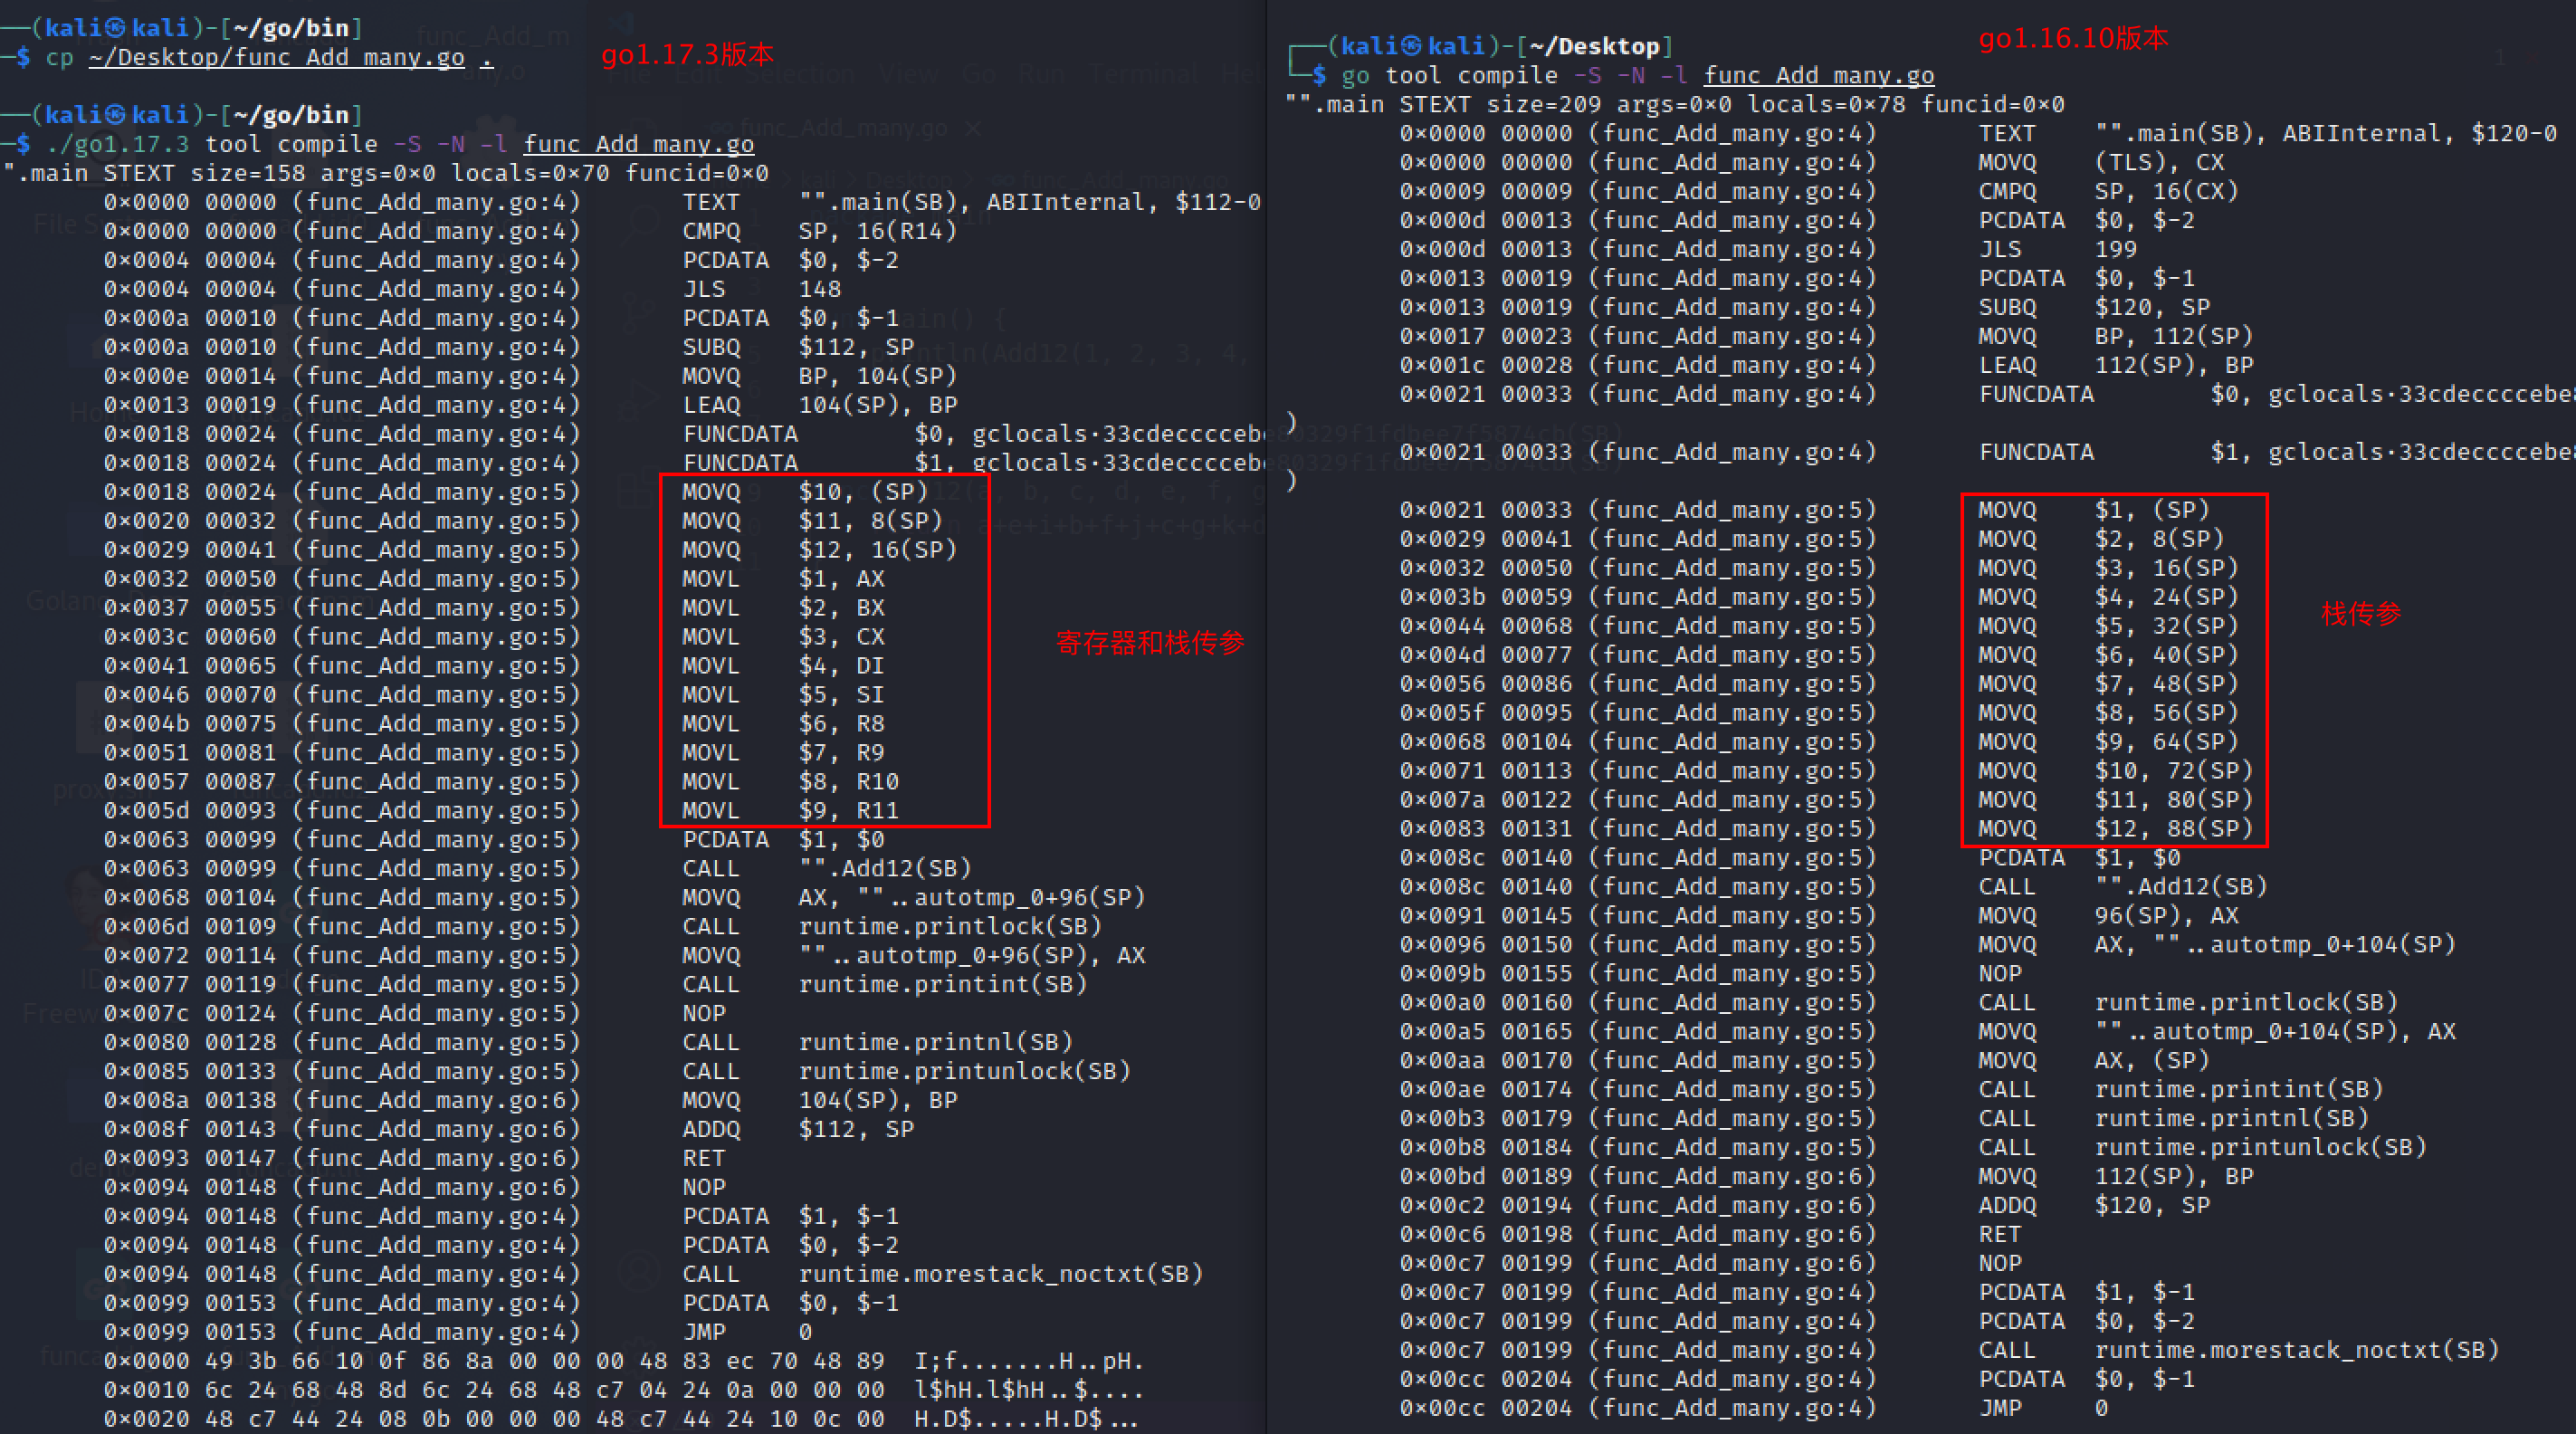 ──(kali㉿kali)-[~/go/bin]
─$ cp ~/Desktop/func_Add_many.go .
go1.17.3版本
──(kali㉿kali)-[~/go/bin]
─$ ./go1.17.3 tool compile -S -N -l func_Add_many.go
".main STEXT size=158 args=0×0 locals=0×70 funcid=0×0
0×0000 00000 (func_Add_many.go:4) TEXT "".main(SB), ABIInternal, $112-0
0×0000 00000 (func_Add_many.go:4) CMPQ SP, 16(R14)
0×0004 00004 (func_Add_many.go:4) PCDATA $0, $-2
0×0004 00004 (func_Add_many.go:4) JLS 148
0×000a 00010 (func_Add_many.go:4) PCDATA $0, $-1
0×000a 00010 (func_Add_many.go:4) SUBQ $112, SP
0×000e 00014 (func_Add_many.go:4) MOVQ BP, 104(SP)
0×0013 00019 (func_Add_many.go:4) LEAQ 104(SP), BP
0×0018 00024 (func_Add_many.go:4) FUNCDATA $0, gclocals·33cdeccccebe
0×0018 00024 (func_Add_many.go:4) FUNCDATA $1, gclocals·33cdeccccebe
0×0018 00024 (func_Add_many.go:5) MOVQ $10, (SP)
0×0020 00032 (func_Add_many.go:5) MOVQ $11, 8(SP)
0×0029 00041 (func_Add_many.go:5) MOVQ $12, 16(SP)
0×0032 00050 (func_Add_many.go:5) MOVL $1, AX
0×0037 00055 (func_Add_many.go:5) MOVL $2, BX
0×003c 00060 (func_Add_many.go:5) MOVL $3, CX
0×0041 00065 (func_Add_many.go:5) MOVL $4, DI
0×0046 00070 (func_Add_many.go:5) MOVL $5, SI
0×004b 00075 (func_Add_many.go:5) MOVL $6, R8
0×0051 00081 (func_Add_many.go:5) MOVL $7, R9
0×0057 00087 (func_Add_many.go:5) MOVL $8, R10
0×005d 00093 (func_Add_many.go:5) MOVL $9, R11
寄存器和栈传参
0×0063 00099 (func_Add_many.go:5) PCDATA $1, $0
0×0063 00099 (func_Add_many.go:5) CALL "".Add12(SB)
0×0068 00104 (func_Add_many.go:5) MOVQ AX, ""..autotmp_0+96(SP)
0×006d 00109 (func_Add_many.go:5) CALL runtime.printlock(SB)
0×0072 00114 (func_Add_many.go:5) MOVQ ""..autotmp_0+96(SP), AX
0×0077 00119 (func_Add_many.go:5) CALL runtime.printint(SB)
0×007c 00124 (func_Add_many.go:5) NOP
0×0080 00128 (func_Add_many.go:5) CALL runtime.printnl(SB)
0×0085 00133 (func_Add_many.go:5) CALL runtime.printunlock(SB)
0×008a 00138 (func_Add_many.go:6) MOVQ 104(SP), BP
0×008f 00143 (func_Add_many.go:6) ADDQ $112, SP
0×0093 00147 (func_Add_many.go:6) RET
0×0094 00148 (func_Add_many.go:6) NOP
0×0094 00148 (func_Add_many.go:4) PCDATA $1, $-1
0×0094 00148 (func_Add_many.go:4) PCDATA $0, $-2
0×0094 00148 (func_Add_many.go:4) CALL runtime.morestack_noctxt(SB)
0×0099 00153 (func_Add_many.go:4) PCDATA $0, $-1
0×0099 00153 (func_Add_many.go:4) JMP 0
0×0000 49 3b 66 10 0f 86 8a 00 00 00 48 83 ec 70 48 89 I;f.......H..pH.
0×0010 6c 24 68 48 8d 6c 24 68 48 c7 04 24 0a 00 00 00 l$hH.l$hH..$....
0×0020 48 c7 44 24 08 0b 00 00 00 48 c7 44 24 10 0c 00 H.D$.....H.D$...
go1.16.10版本
┌──(kali㉿kali)-[~/Desktop]
└─$ go tool compile -S -N -l func_Add_many.go
"".main STEXT size=209 args=0×0 locals=0×78 funcid=0×0
0×0000 00000 (func_Add_many.go:4) TEXT "".main(SB), ABIInternal, $120-0
0×0000 00000 (func_Add_many.go:4) MOVQ (TLS), CX
0×0009 00009 (func_Add_many.go:4) CMPQ SP, 16(CX)
0×000d 00013 (func_Add_many.go:4) PCDATA $0, $-2
0×000d 00013 (func_Add_many.go:4) JLS 199
0×0013 00019 (func_Add_many.go:4) PCDATA $0, $-1
0×0013 00019 (func_Add_many.go:4) SUBQ $120, SP
0×0017 00023 (func_Add_many.go:4) MOVQ BP, 112(SP)
0×001c 00028 (func_Add_many.go:4) LEAQ 112(SP), BP
0×0021 00033 (func_Add_many.go:4) FUNCDATA $0, gclocals·33cdeccccebe
)
0×0021 00033 (func_Add_many.go:4) FUNCDATA $1, gclocals·33cdeccccebe
)
0×0021 00033 (func_Add_many.go:5) MOVQ $1, (SP)
0×0029 00041 (func_Add_many.go:5) MOVQ $2, 8(SP)
0×0032 00050 (func_Add_many.go:5) MOVQ $3, 16(SP)
0×003b 00059 (func_Add_many.go:5) MOVQ $4, 24(SP)
0×0044 00068 (func_Add_many.go:5) MOVQ $5, 32(SP)
0×004d 00077 (func_Add_many.go:5) MOVQ $6, 40(SP)
0×0056 00086 (func_Add_many.go:5) MOVQ $7, 48(SP)
0×005f 00095 (func_Add_many.go:5) MOVQ $8, 56(SP)
0×0068 00104 (func_Add_many.go:5) MOVQ $9, 64(SP)
0×0071 00113 (func_Add_many.go:5) MOVQ $10, 72(SP)
0×007a 00122 (func_Add_many.go:5) MOVQ $11, 80(SP)
0×0083 00131 (func_Add_many.go:5) MOVQ $12, 88(SP)
栈传参
0×008c 00140 (func_Add_many.go:5) PCDATA $1, $0
0×008c 00140 (func_Add_many.go:5) CALL "".Add12(SB)
0×0091 00145 (func_Add_many.go:5) MOVQ 96(SP), AX
0×0096 00150 (func_Add_many.go:5) MOVQ AX, ""..autotmp_0+104(SP)
0×009b 00155 (func_Add_many.go:5) NOP
0×00a0 00160 (func_Add_many.go:5) CALL runtime.printlock(SB)
0×00a5 00165 (func_Add_many.go:5) MOVQ ""..autotmp_0+104(SP), AX
0×00aa 00170 (func_Add_many.go:5) MOVQ AX, (SP)
0×00ae 00174 (func_Add_many.go:5) CALL runtime.printint(SB)
0×00b3 00179 (func_Add_many.go:5) CALL runtime.printnl(SB)
0×00b8 00184 (func_Add_many.go:5) CALL runtime.printunlock(SB)
0×00bd 00189 (func_Add_many.go:6) MOVQ 112(SP), BP
0×00c2 00194 (func_Add_many.go:6) ADDQ $120, SP
0×00c6 00198 (func_Add_many.go:6) RET
0×00c7 00199 (func_Add_many.go:6) NOP
0×00c7 00199 (func_Add_many.go:4) PCDATA $1, $-1
0×00c7 00199 (func_Add_many.go:4) PCDATA $0, $-2
0×00c7 00199 (func_Add_many.go:4) CALL runtime.morestack_noctxt(SB)
0×00cc 00204 (func_Add_many.go:4) PCDATA $0, $-1
0×00cc 00204 (func_Add_many.go:4) JMP 0